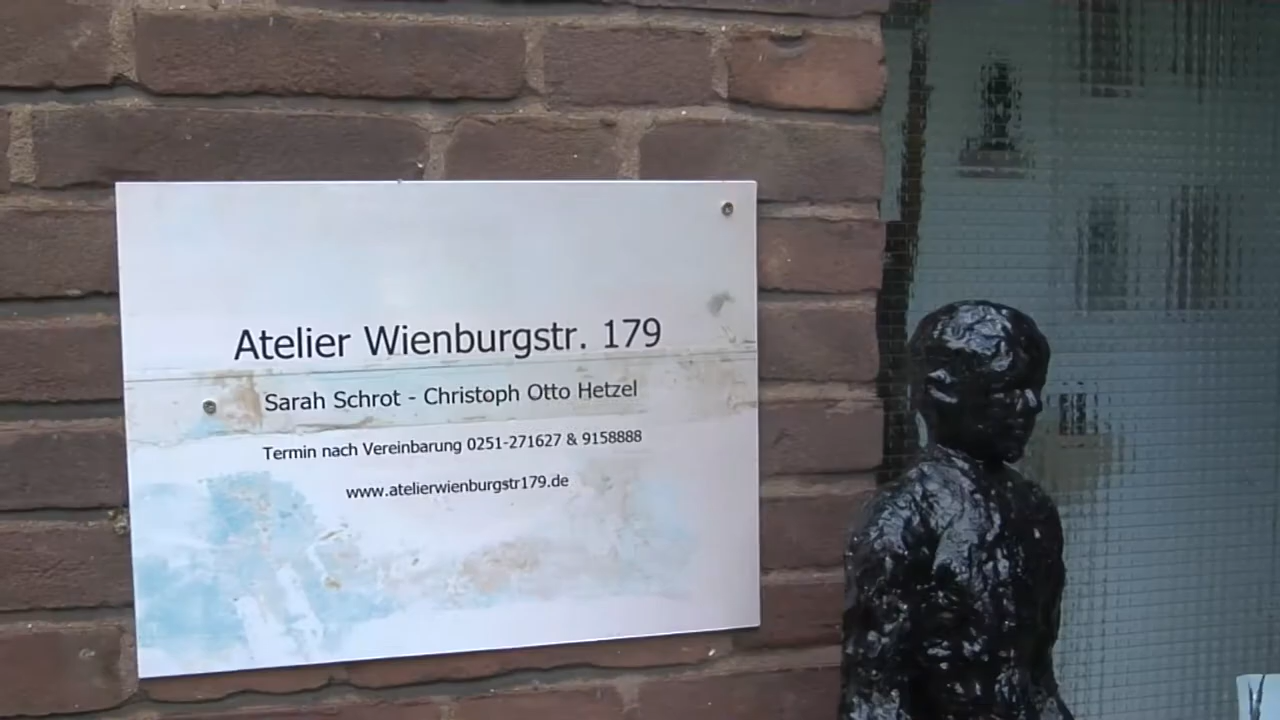 Atelier Wienburgstr. 179
Sarah Schrot - Christoph Otto Hetzel
Termin nach Vereinbarung 0251-271627 & 9158888
www.atelierwienburgstr179.de